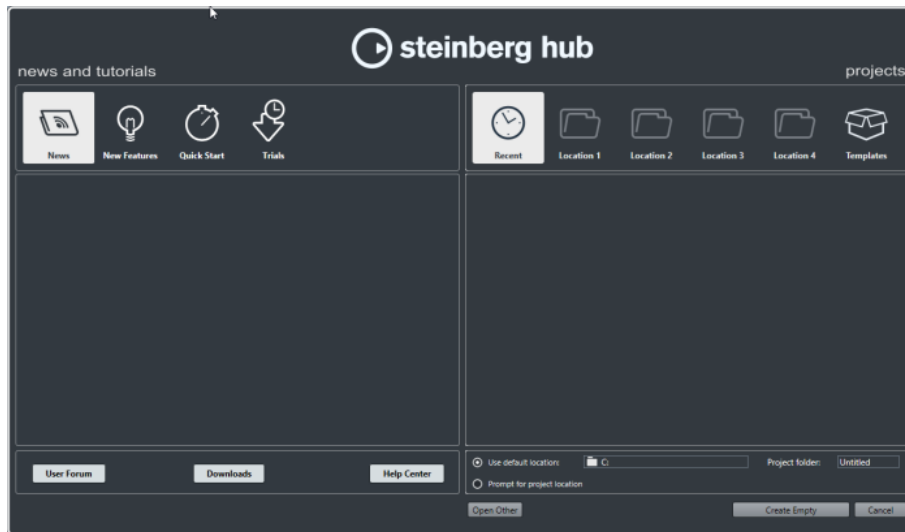 steinberg hub
news and tutorials
projects
News
New Features
Quick Start
Trials
Recent
Location 1
Location 2
Location 3
Location 4
Templates
User Forum
Downloads
Help Center
Use default location:
C:
Project folder:
Untitled
Prompt for project location
Open Other
Create Empty
Cancel